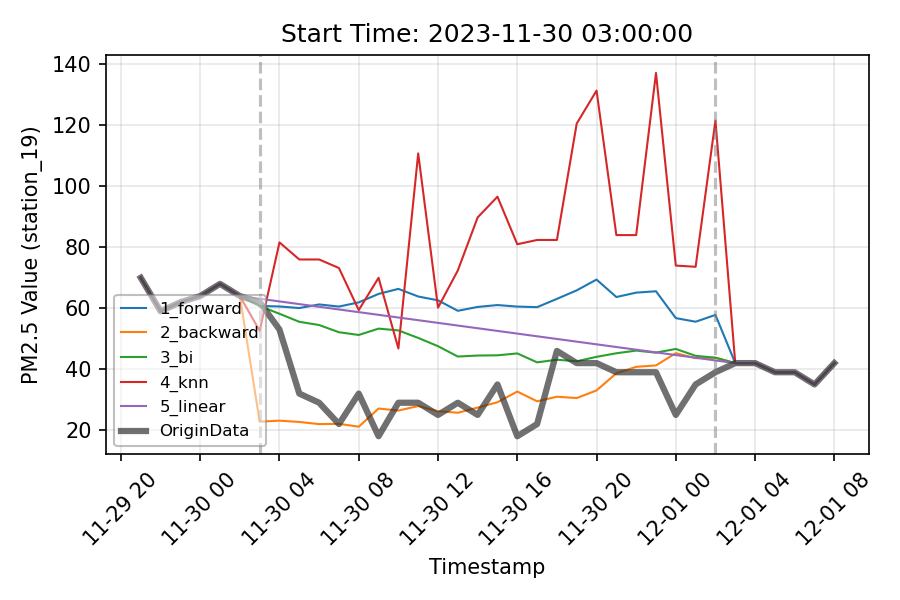 Start Time: 2023-11-30 03:00:00
PM2.5 Value (station_19)
140
120
100
80
60
40
20
1_forward
2_backward
3_bi
4_knn
5_linear
OriginData
11-29 20
11-30 00
11-30 04
11-30 08
11-30 12
11-30 16
11-30 20
12-01 00
12-01 04
12-01 08
Timestamp